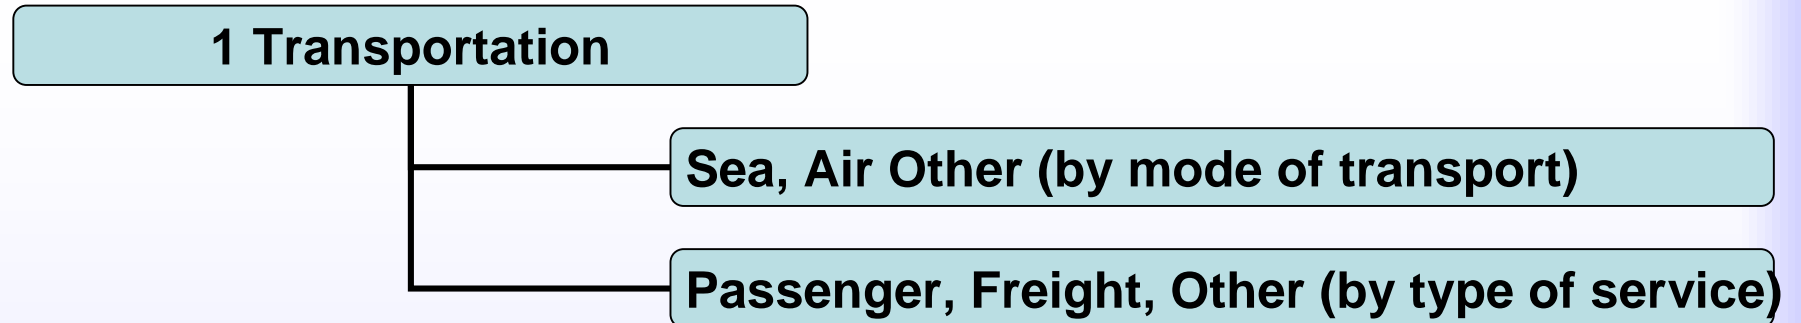 1 Transportation
Sea, Air Other (by mode of transport)
Passenger, Freight, Other (by type of service)